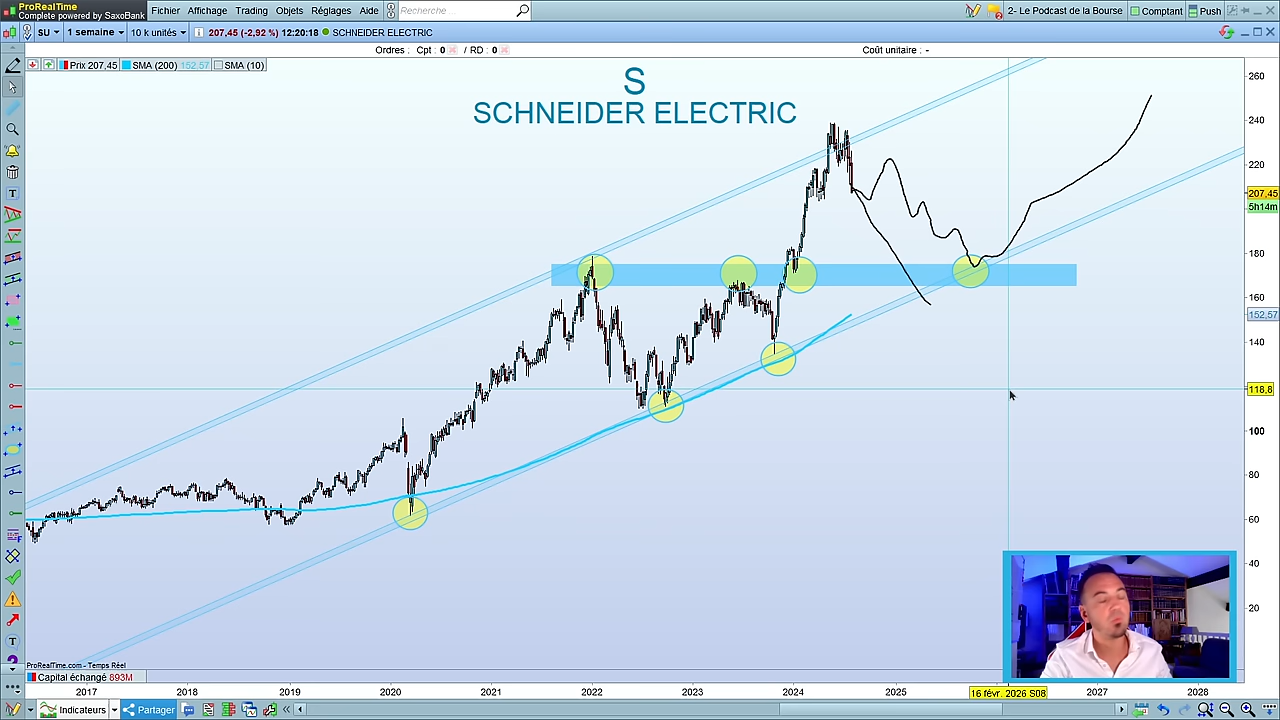 ProRealTime
Complete powered by SaxoBank
Fichier Affichage Trading Objets Réglages Aide Recherche... 2- Le Podcast de la Bourse Comptant Push
SU 1 semaine 10 k unités 207.45 (-2,92 %) 12:20:18 SCHNEIDER ELECTRIC
Ordres : Cpt : 0 / RD : 0 Coût unitaire : -
Prix 207,45 SMA (200) 152,57 SMA (10)
S
SCHNEIDER ELECTRIC
260
240
220
207,45
5h14m
180
160
152,57
140
118,8
100
80
60
40
20
ProRealTime.com - Temps Réel
Capital échangé 893M
2017 2018 2019 2020 2021 2022 2023 2024 2025 16 févr. 2026 S08 2027 2028
Indicateurs Partager